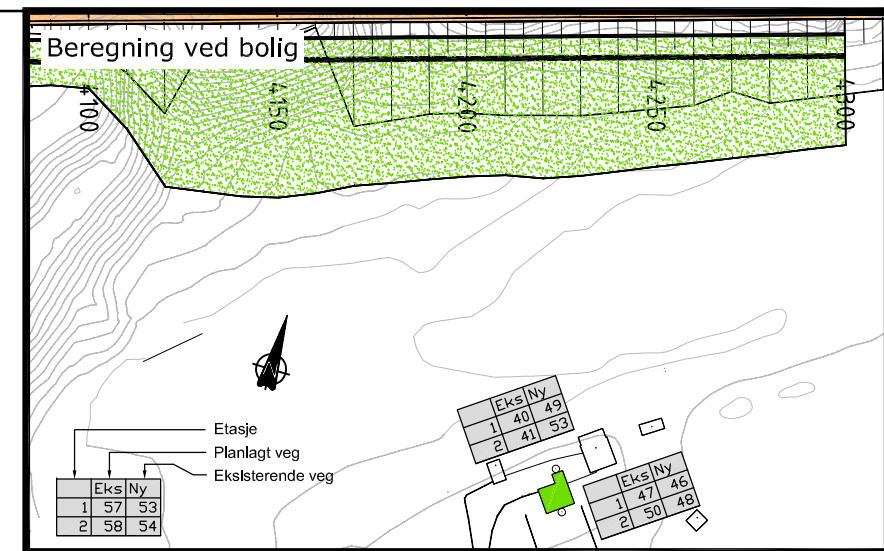 Beregning ved bolig
4100
4150
4200
4250
4300
Eks Ny
1 40 49
2 41 53
Etasje
Planlagt veg
Eksisterende veg
Eks Ny
1 47 46
2 50 48
Eks Ny
1 57 53
2 58 54